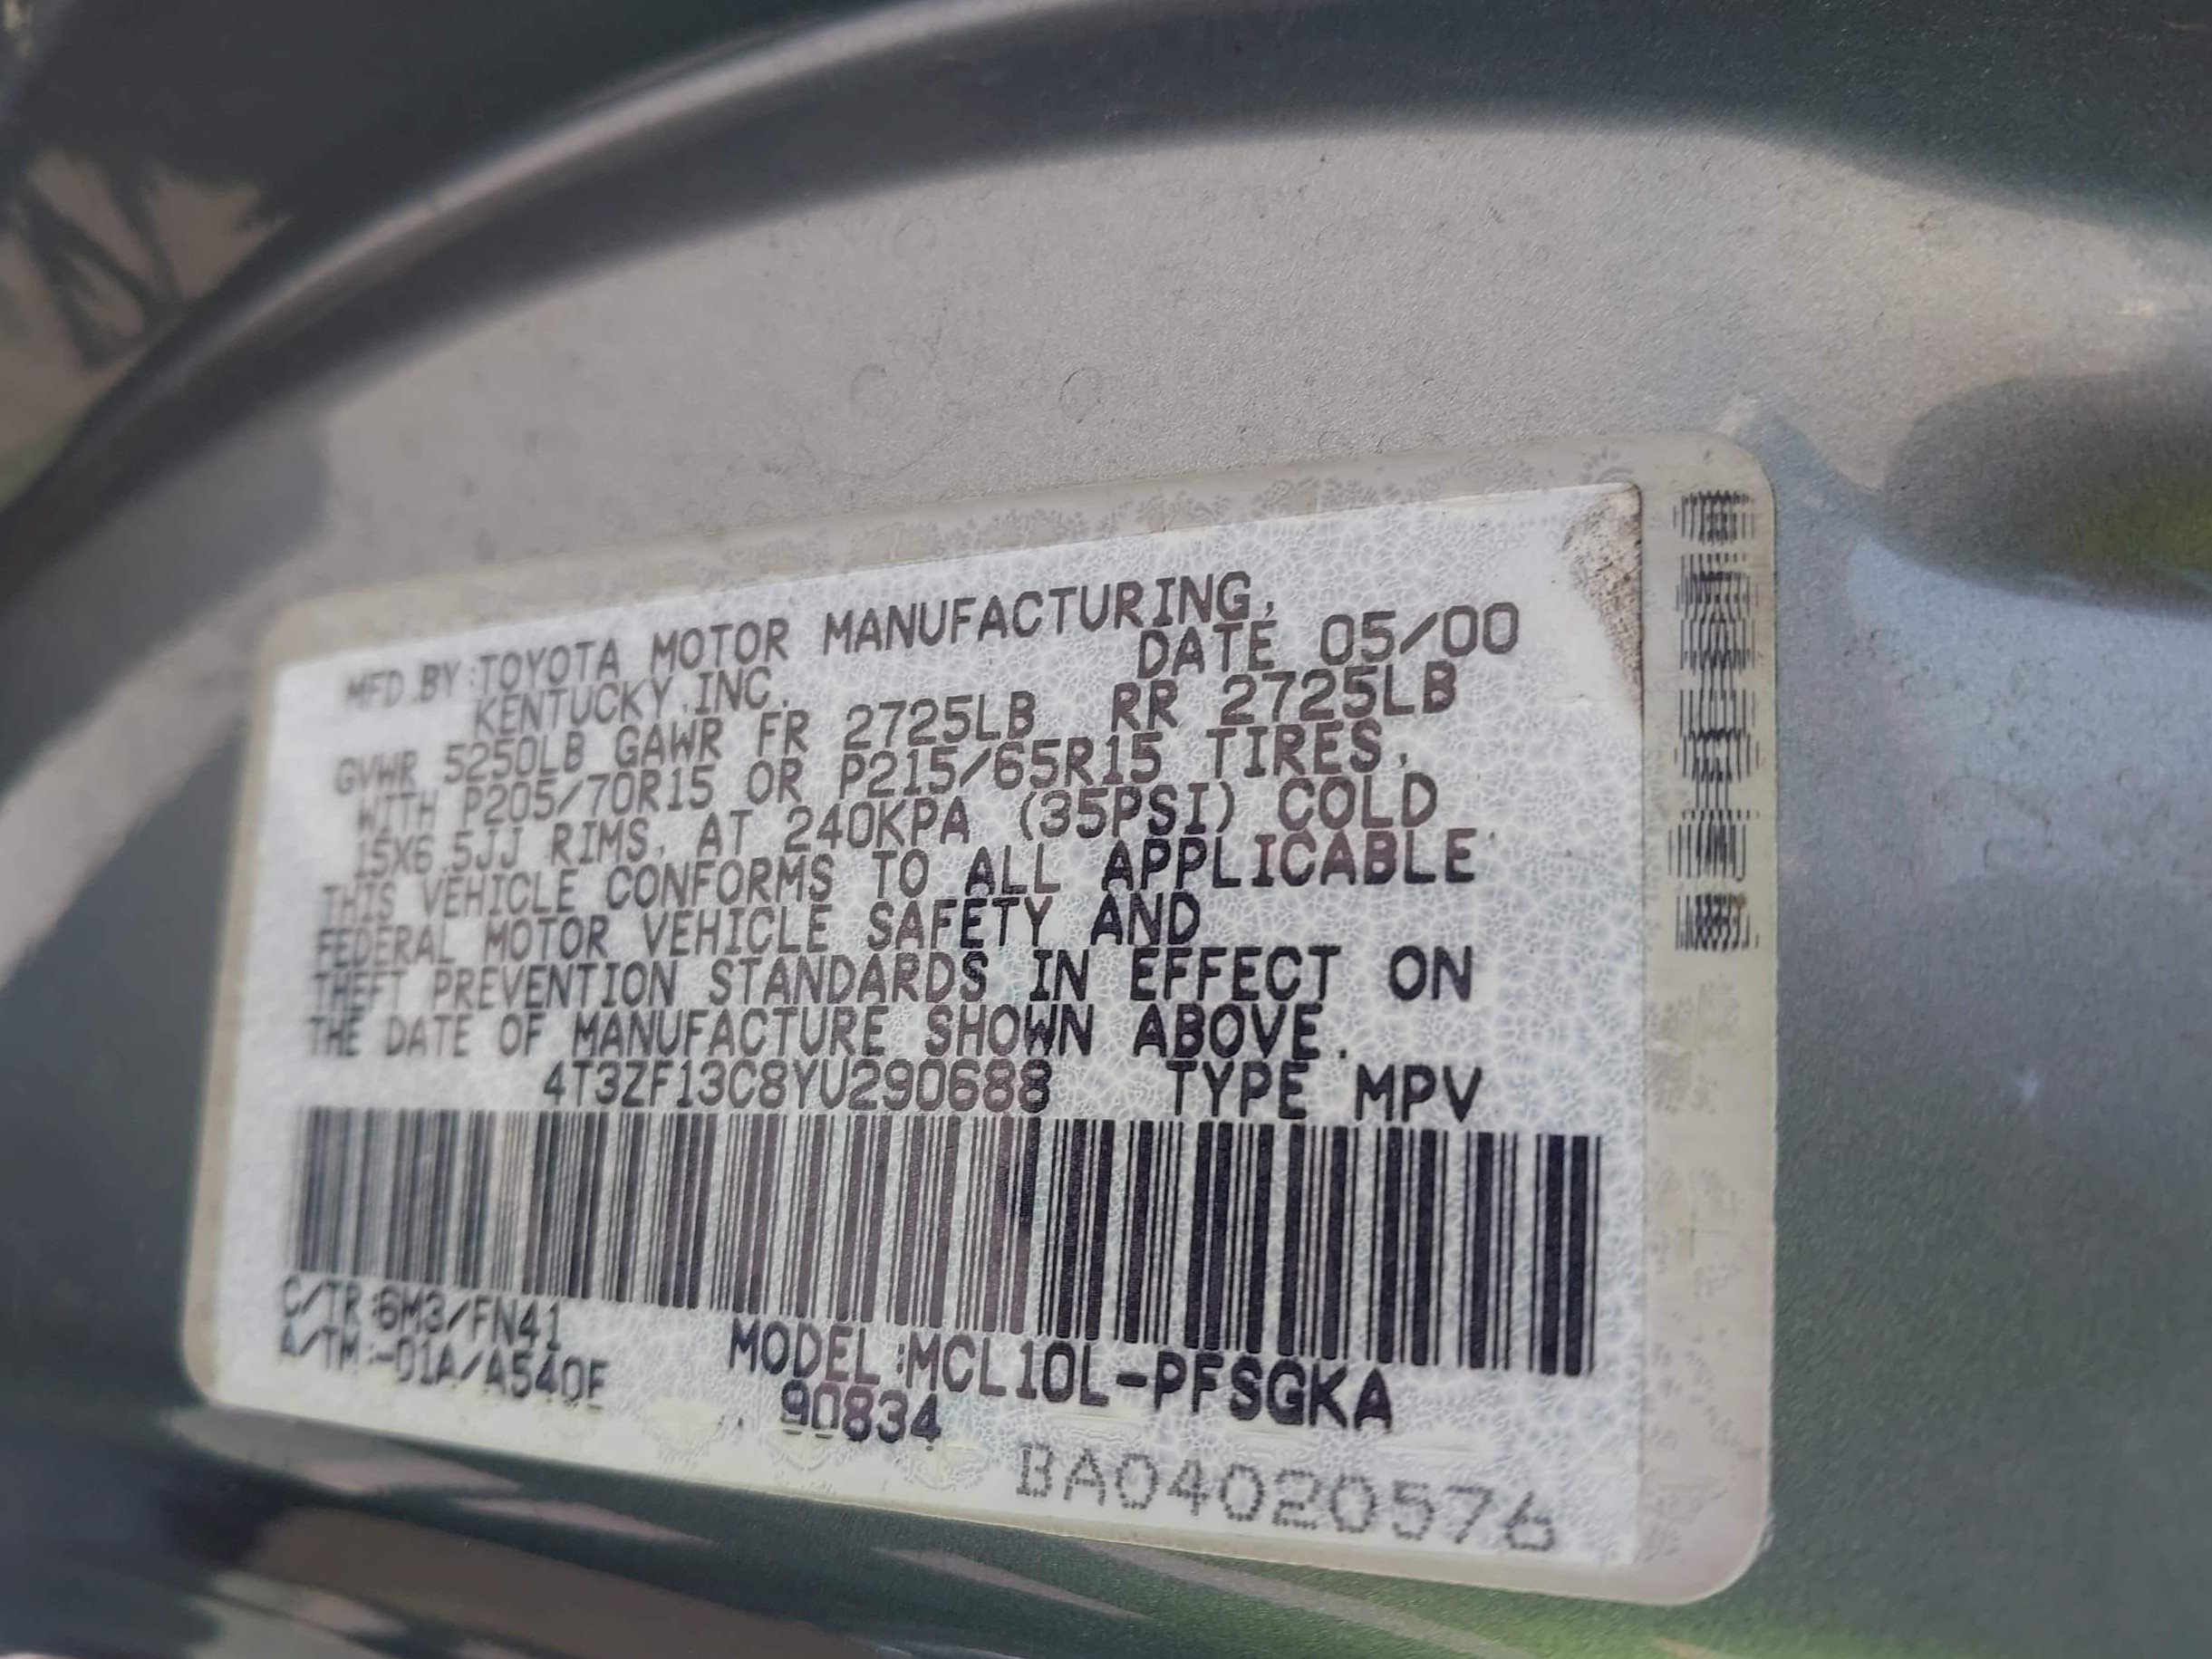 MFD.BY:TOYOTA MOTOR MANUFACTURING,
KENTUCKY,INC. DATE 05/00
GVWR 5250LB GAWR FR 2725LB RR 2725LB
WITH P205/70R15 OR P215/65R15 TIRES,
15X6.5JJ RIMS, AT 240KPA (35PSI) COLD.
THIS VEHICLE CONFORMS TO ALL APPLICABLE
FEDERAL MOTOR VEHICLE SAFETY AND
THEFT PREVENTION STANDARDS IN EFFECT ON
THE DATE OF MANUFACTURE SHOWN ABOVE.
4T3ZF13C8YU290688 TYPE MPV
C/TR:6M3/FN41 MODEL:MCL10L-PFSGKA
A/TM:-01A/A540E 90834
BA04020576